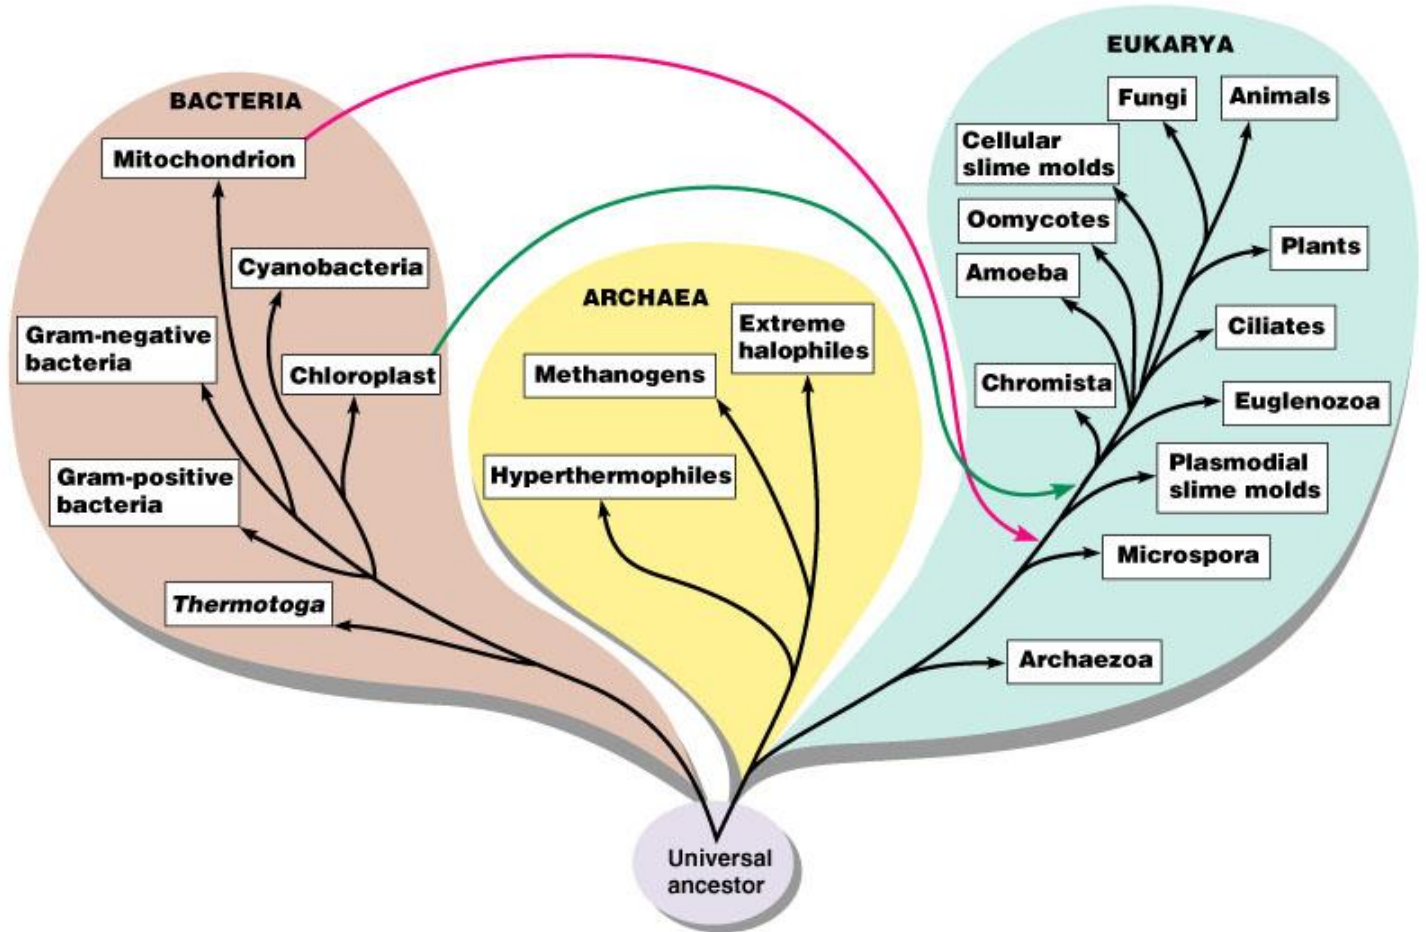 BACTERIA
Mitochondrion
Cyanobacteria
Gram-negative
bacteria
Chloroplast
Gram-positive
bacteria
Thermotoga
ARCHAEA
Extreme
halophiles
Methanogens
Hyperthermophiles
EUKARYA
Fungi
Animals
Cellular
slime molds
Oomycotes
Plants
Amoeba
Ciliates
Chromista
Euglenozoa
Plasmodial
slime molds
Microspora
Archaezoa
Universal
ancestor